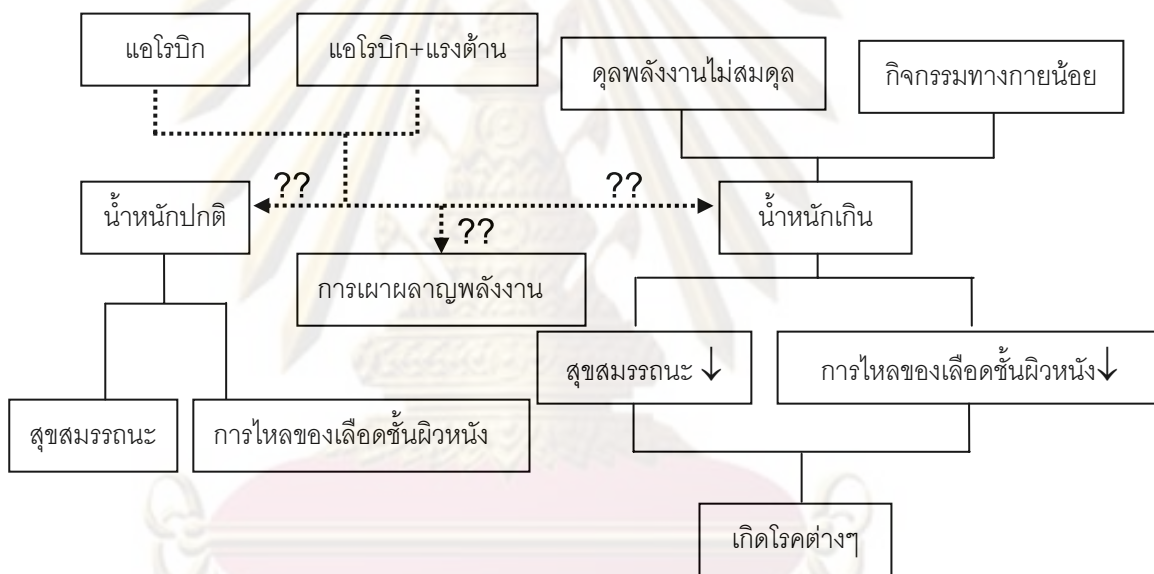 แอโรบิก
แอโรบิก+แรงต้าน
ดุลพลังงานไม่สมดุล
กิจกรรมทางกายน้อย
??
??
น้ำหนักปกติ
น้ำหนักเกิน
??
การเผาผลาญพลังงาน
สุขสมรรถนะ ↓
การไหลของเลือดชั้นผิวหนัง↓
สุขสมรรถนะ
การไหลของเลือดชั้นผิวหนัง
เกิดโรคต่างๆ